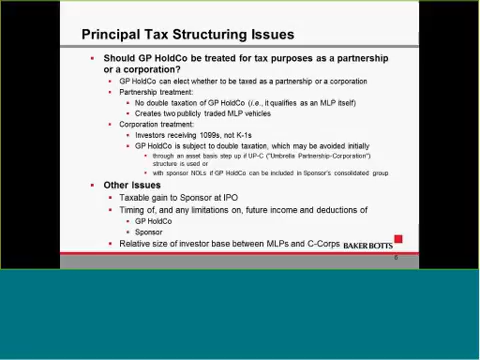 Principal Tax Structuring Issues
Should GP HoldCo be treated for tax purposes as a partnership
or a corporation?
GP HoldCo can elect whether to be taxed as a partnership or a corporation
Partnership treatment:
No double taxation of GP HoldCo (i.e., it qualifies as an MLP itself)
Creates two publicly traded MLP vehicles
Corporation treatment:
Investors receiving 1099s, not K-1s
GP HoldCo is subject to double taxation, which may be avoided initially
through an asset basis step up if UP-C ("Umbrella Partnership-Corporation")
structure is used or
with sponsor NOLs if GP HoldCo can be included in Sponsor's consolidated group
Other Issues
Taxable gain to Sponsor at IPO
Timing of, and any limitations on, future income and deductions of
GP HoldCo
Sponsor
Relative size of investor base between MLPs and C-Corps
BAKER BOTTS
6